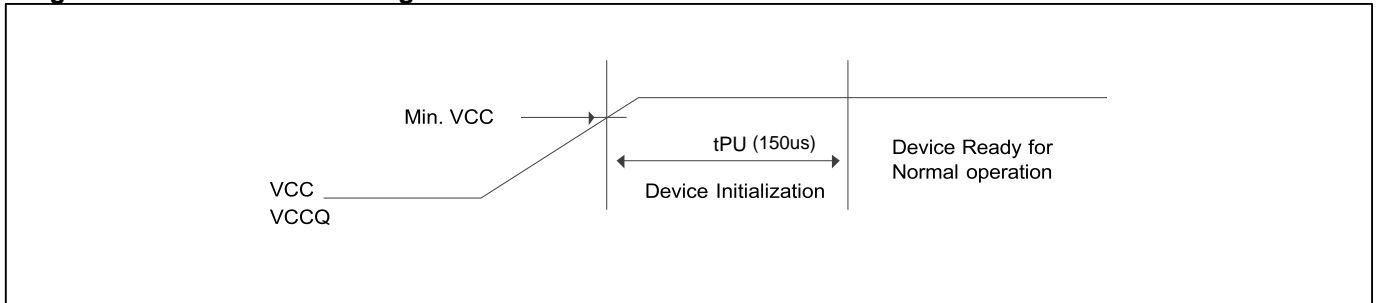 Min. VCC
tPU (150us)
Device Ready for
Normal operation
Device Initialization
VCC
VCCQ